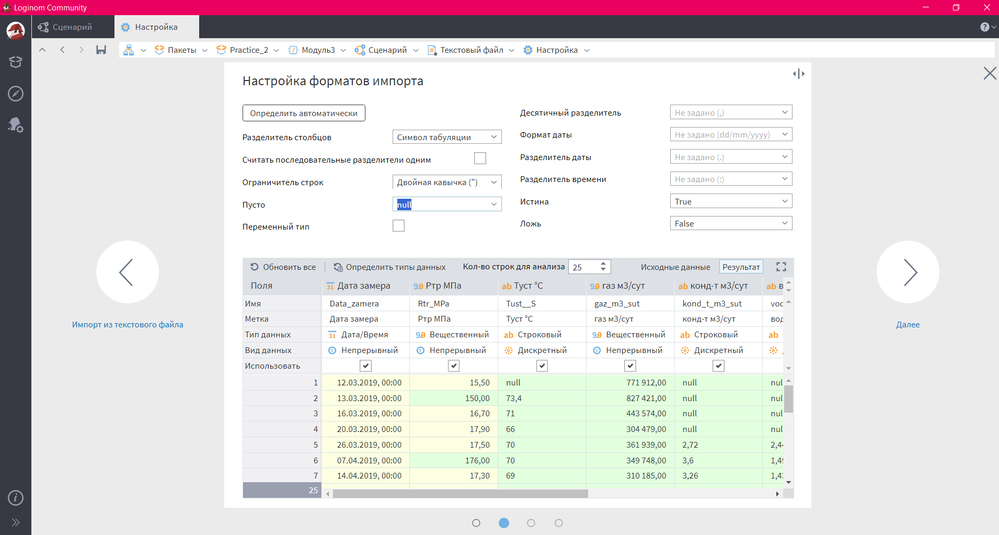 Loginom Community
Сценарий
Настройка
Пакеты
Practice_2
Модуль3
Сценарий
Текстовый файл
Настройка
Настройка форматов импорта
Определить автоматически
Разделитель столбцов
Символ табуляции
Считать последовательные разделители одним
Ограничитель строк
Двойная кавычка (")
Пусто
null
Переменный тип
Десятичный разделитель
Не задано (,)
Формат даты
Не задано (dd/mm/yyyy)
Разделитель даты
Не задано (.)
Разделитель времени
Не задано (:)
Истина
True
Ложь
False
Импорт из текстового файла
Далее
Обновить все
Определить типы данных
Кол-во строк для анализа 25
Исходные данные
Результат
Поля 31 Дата замера 9.0 Pтр МПа ab Туст °C 9.0 газ м3/сут ab конд-т м3/сут ab в
Имя Data_zamera Rtr_MPa Tust__S gaz_m3_sut kond_t_m3_sut voc
Метка Дата замера Pтр МПа Туст °C газ м3/сут конд-т м3/сут вод
Тип данных 31 Дата/Время 9.0 Вещественный ab Строковый 9.0 Вещественный ab Строковый ab
Вид данных Непрерывный Непрерывный Дискретный Непрерывный Дискретный
Использовать
1 12.03.2019, 00:00 15,50 null 771 912,00 null nul
2 13.03.2019, 00:00 150,00 73,4 827 421,00 null nul
3 16.03.2019, 00:00 16,70 71 443 574,00 null nul
4 20.03.2019, 00:00 17,90 66 304 479,00 null nul
5 26.03.2019, 00:00 17,50 70 361 939,00 2,72 2,44
6 07.04.2019, 00:00 176,00 70 349 748,00 3,6 1,49
7 14.04.2019, 00:00 17,30 69 310 185,00 3,26 1,43
25